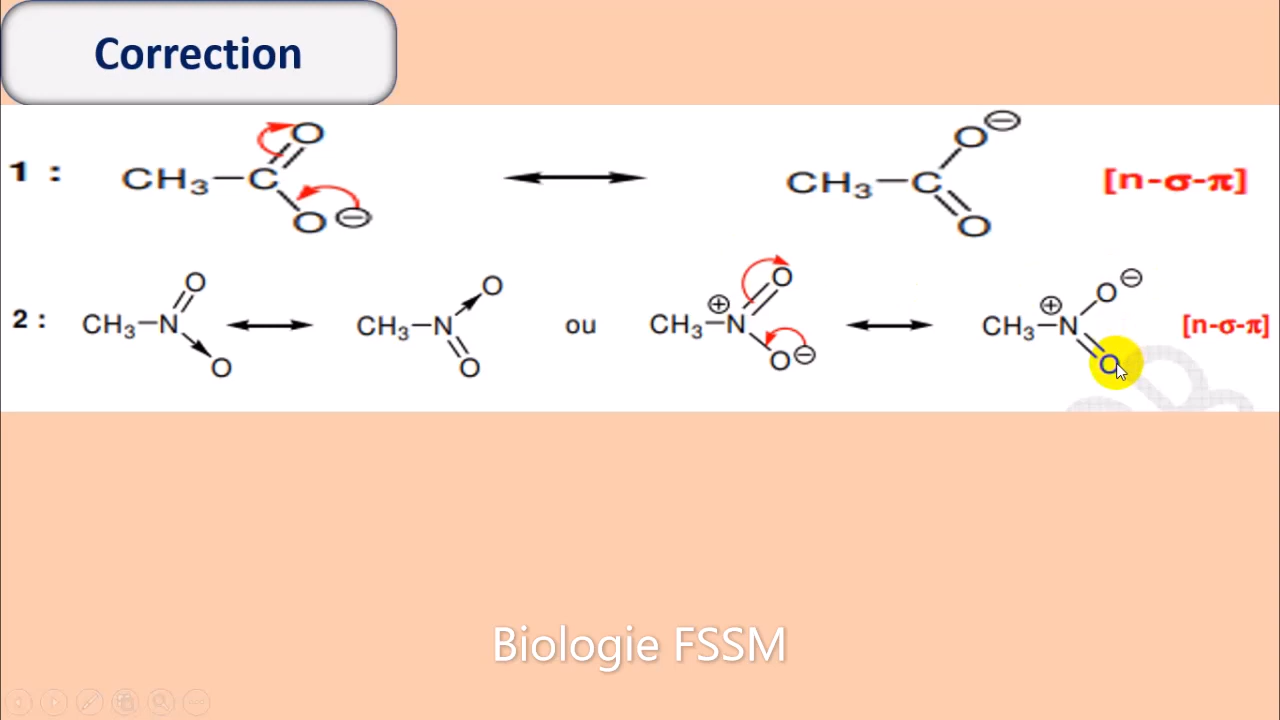 Correction
1 : CH₃–C O O ⊖ ⟷ CH₃–C O ⊖ O [n-σ-π]
2 : CH₃–N O O ⟷ CH₃–N O O ou CH₃–N ⊕ O O ⊖ ⟷ CH₃–N ⊕ O ⊖ O [n-σ-π]
Biologie FSSM